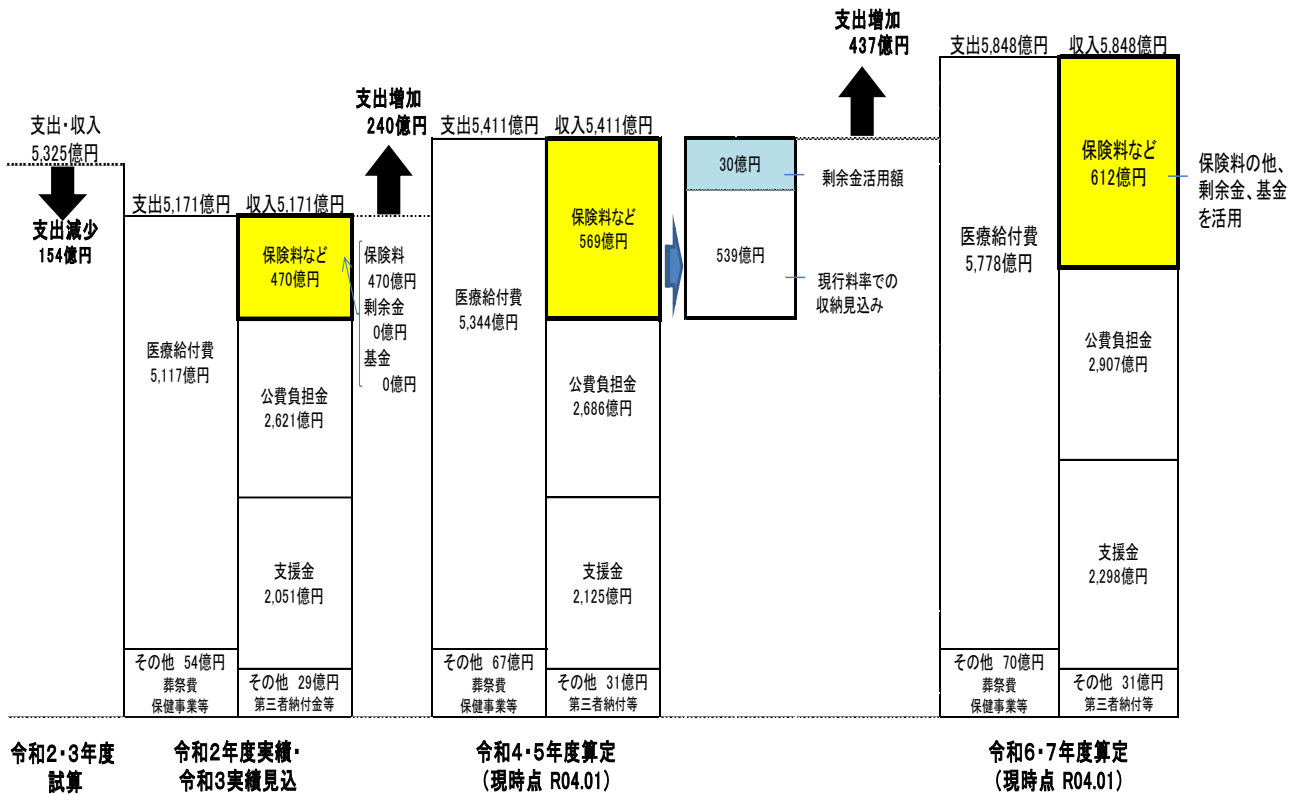 支出・収入
5,325億円
支出減少
154億円
令和2・3年度
試算
支出5,171億円
収入5,171億円
医療給付費
5,117億円
その他 54億円
葬祭費
保健事業等
保険料など
470億円
公費負担金
2,621億円
支援金
2,051億円
その他 29億円
第三者納付金等
令和2年度実績・
令和3実績見込
支出増加
240億円
保険料
470億円
剰余金
0億円
基金
0億円
支出5,411億円
収入5,411億円
医療給付費
5,344億円
その他 67億円
葬祭費
保健事業等
保険料など
569億円
公費負担金
2,686億円
支援金
2,125億円
その他 31億円
第三者納付等
令和4・5年度算定
(現時点 R04.01)
30億円
539億円
剰余金活用額
現行料率での
収納見込み
支出増加
437億円
支出5,848億円
収入5,848億円
医療給付費
5,778億円
その他 70億円
葬祭費
保健事業等
保険料など
612億円
公費負担金
2,907億円
支援金
2,298億円
その他 31億円
第三者納付等
保険料の他、
剰余金、基金
を活用
令和6・7年度算定
(現時点 R04.01)